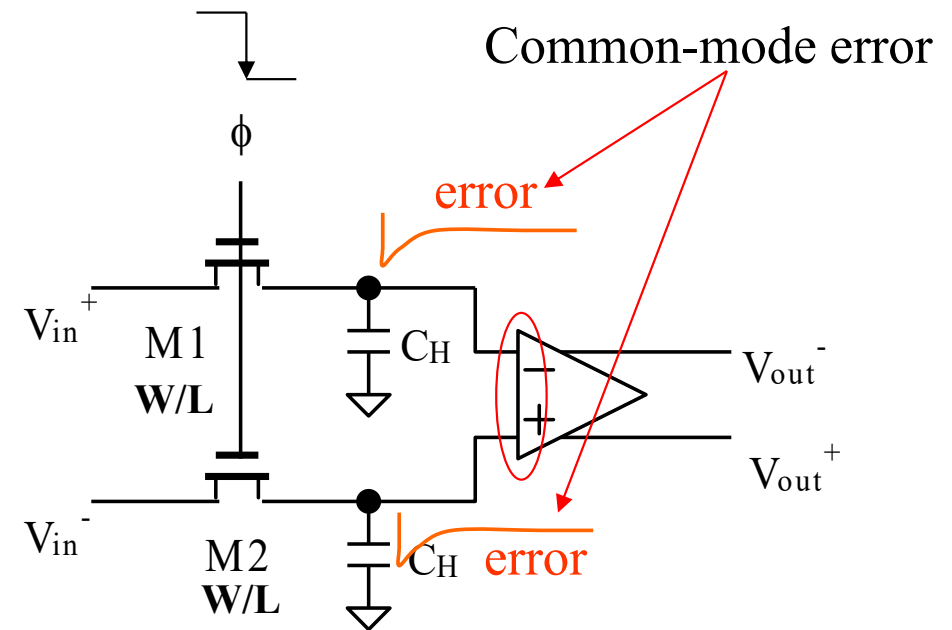 Common-mode error
ϕ
error
Vin+
M1
W/L
CH
−
+
Vout-
Vout+
Vin-
M2
W/L
CH
error